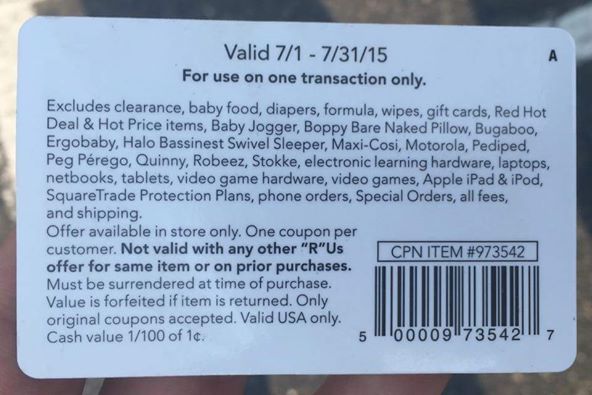 Valid 7/1 - 7/31/15
A
For use on one transaction only.
Excludes clearance, baby food, diapers, formula, wipes, gift cards, Red Hot
Deal & Hot Price items, Baby Jogger, Boppy Bare Naked Pillow, Bugaboo,
Ergobaby, Halo Bassinest Swivel Sleeper, Maxi-Cosi, Motorola, Pediped,
Peg Pérego, Quinny, Robeez, Stokke, electronic learning hardware, laptops,
netbooks, tablets, video game hardware, video games, Apple iPad & iPod,
SquareTrade Protection Plans, phone orders, Special Orders, all fees,
and shipping.
Offer available in store only. One coupon per
customer. Not valid with any other "R"Us
offer for same item or on prior purchases.
Must be surrendered at time of purchase.
Value is forfeited if item is returned. Only
original coupons accepted. Valid USA only.
Cash value 1/100 of 1¢.
CPN ITEM #973542
5 00009 73542 7